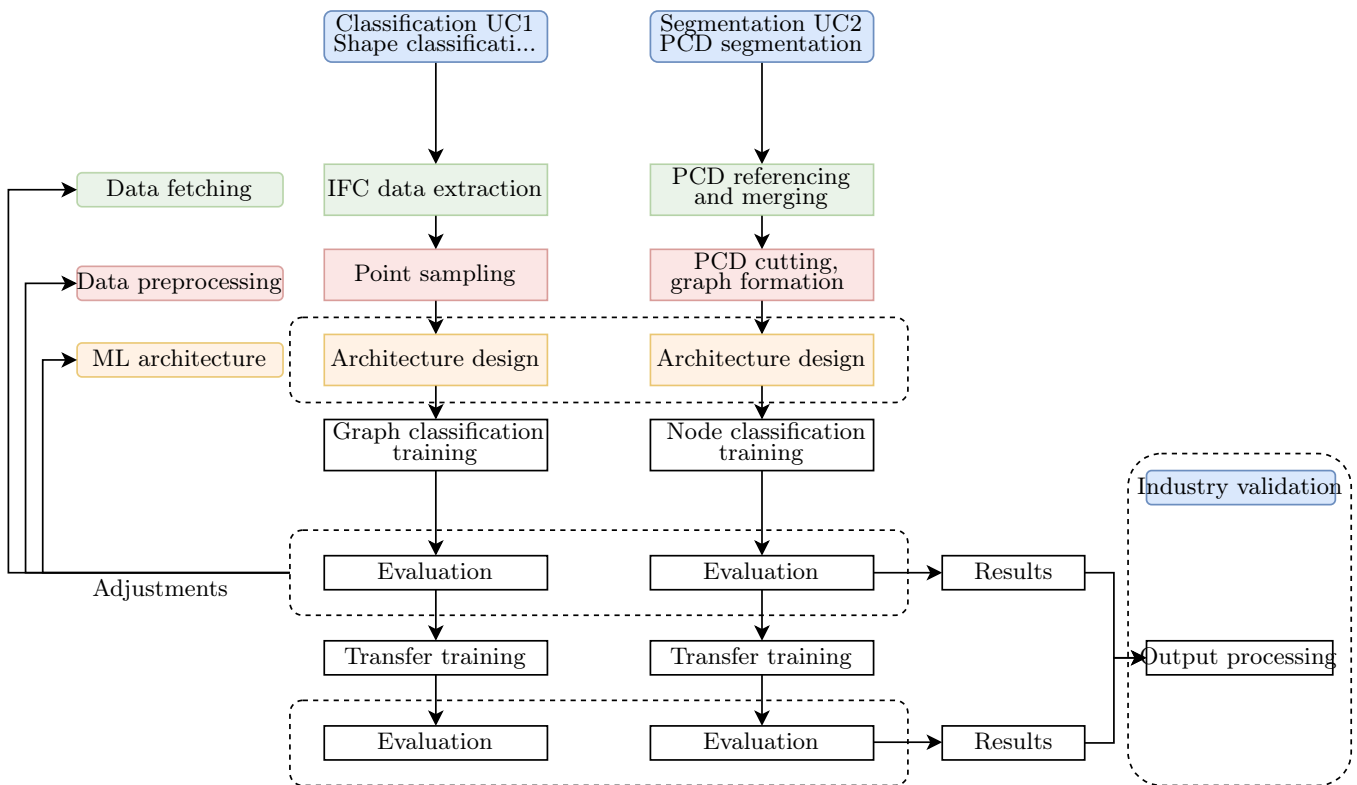 Classification UC1
Shape classificati...
Segmentation UC2
PCD segmentation
Data fetching
IFC data extraction
PCD referencing
and merging
Data preprocessing
Point sampling
PCD cutting,
graph formation
ML architecture
Architecture design
Architecture design
Graph classification
training
Node classification
training
Industry validation
Adjustments
Evaluation
Evaluation
Results
Transfer training
Transfer training
Output processing
Evaluation
Evaluation
Results